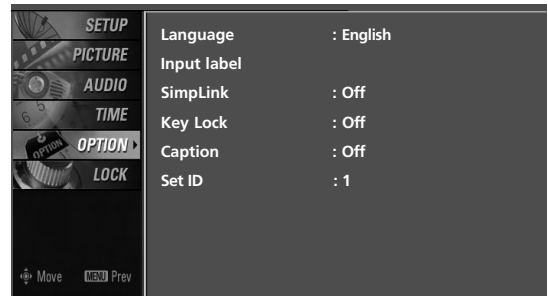 SETUP
PICTURE
AUDIO
TIME
OPTION
LOCK
Move MENU Prev
Language : English
Input label
SimpLink : Off
Key Lock : Off
Caption : Off
Set ID : 1